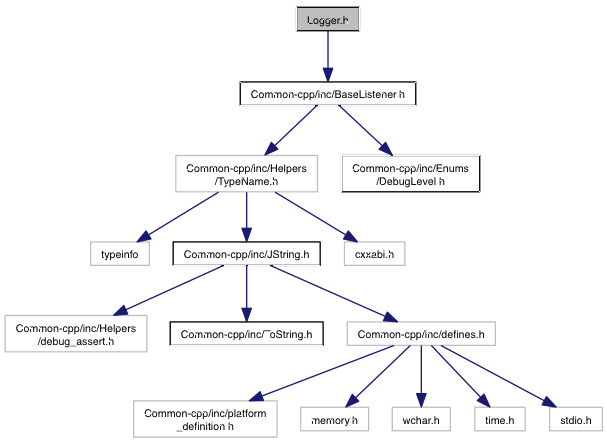 Logger.h
Common-cpp/inc/BaseListener.h
Common-cpp/inc/Helpers
/TypeName.h
Common-cpp/inc/Enums
/DebugLevel.h
typeinfo
Common-cpp/inc/JString.h
cxxabi.h
Common-cpp/inc/Helpers
/debug_assert.h
Common-cpp/inc/ToString.h
Common-cpp/inc/defines.h
Common-cpp/inc/platform
_definition.h
memory.h
wchar.h
time.h
stdio.h